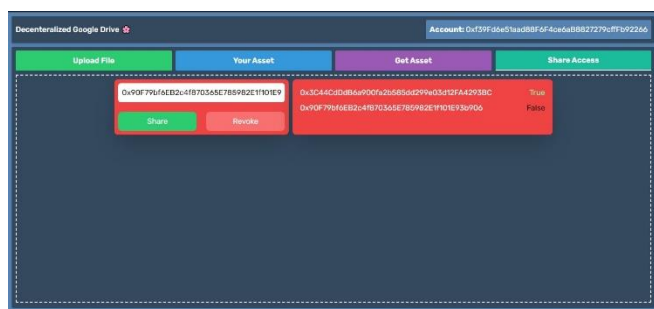 Decenteralized Google Drive 🌸
Account: 0xf39Fd6e51aad88F6F4ce6aB8827279cffFb92266
Upload File
Your Asset
Get Asset
Share Access
0x90F79bf6EB2c4f870365E785982E1f101E9
0x3C44CdDdB6a900fa2b585dd299e03d12FA4293BC True
0x90F79bf6EB2c4f870365E785982E1f101E93b906 False
Share
Revoke